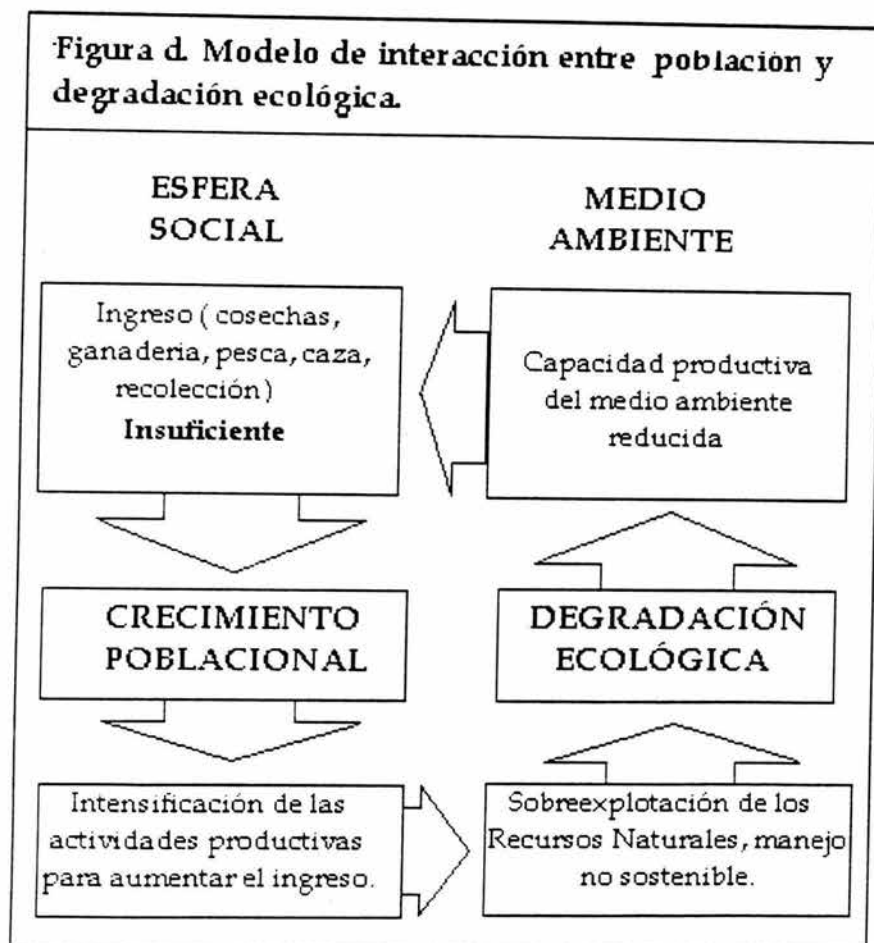 Figura d. Modelo de interacción entre población y
degradación ecológica.
ESFERA
SOCIAL
MEDIO
AMBIENTE
Ingreso ( cosechas,
ganaderia, pesca, caza,
recolección)
Insuficiente
Capacidad productiva
del medio ambiente
reducida
CRECIMIENTO
POBLACIONAL
DEGRADACIÓN
ECOLÓGICA
Intensificación de las
actividades productivas
para aumentar el ingreso.
Sobreexplotación de los
Recursos Naturales, manejo
no sostenible.